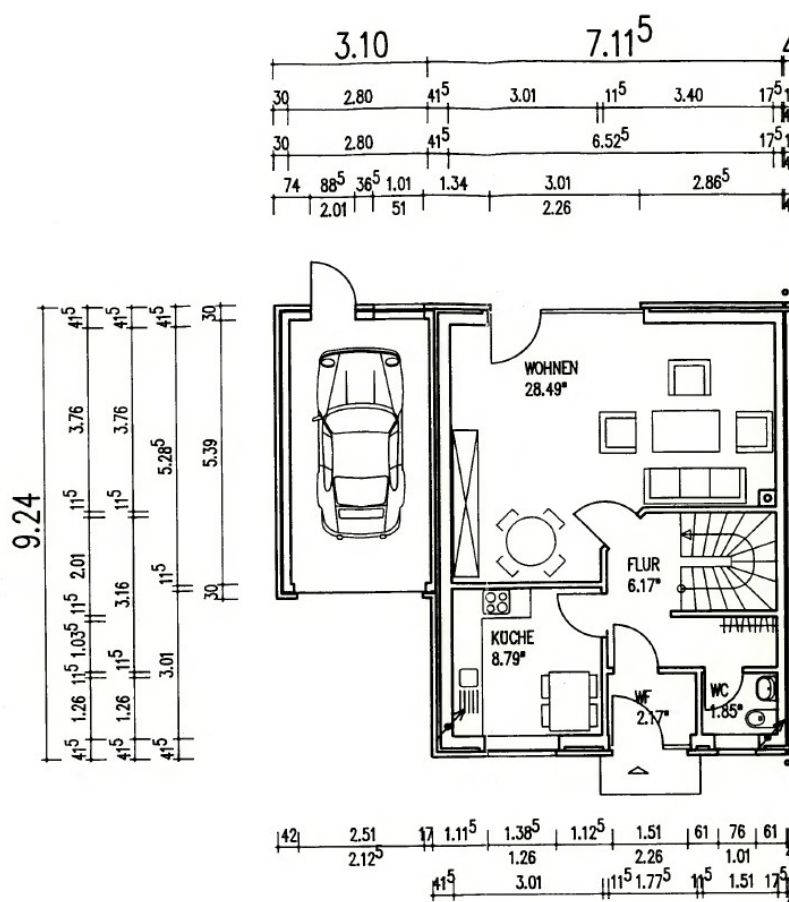 3.10 7.11⁵
30 2.80 41⁵ 3.01 11⁵ 3.40 17⁵
30 2.80 41⁵ 6.52⁵ 17⁵
74 88⁵ 36⁵ 1.01 1.34 3.01 2.86⁵
2.01 51 2.26
9.24
41⁵ 3.76 11⁵ 2.01 11⁵ 1.03⁵ 11⁵ 1.26 41⁵
41⁵ 3.76 11⁵ 3.16 11⁵ 1.26 41⁵
41⁵ 5.28⁵ 11⁵ 3.01 41⁵
30 5.39 30
WOHNEN
28.49m
FLUR
6.17m
KÜCHE
8.79m
WF
2.17m
WC
1.85m
42 2.51 17 1.11⁵ 1.38⁵ 1.12⁵ 1.51 61 76 61
2.12⁵ 1.26 2.26 1.01
41⁵ 3.01 11⁵ 1.77⁵ 11⁵ 1.51 17⁵